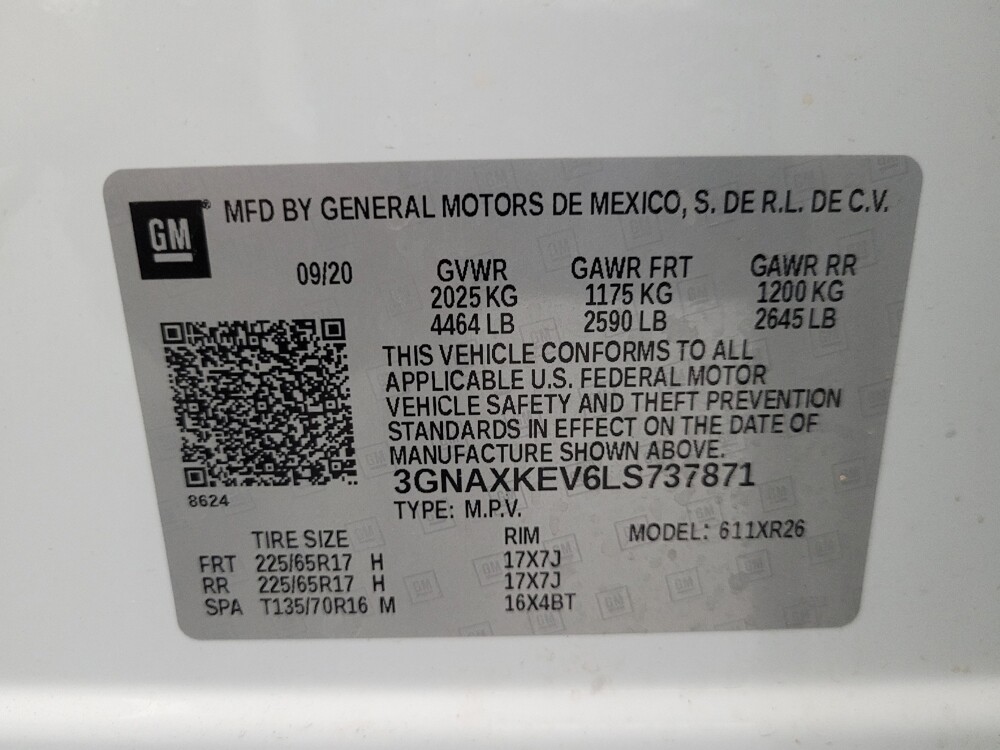 GM ® MFD BY GENERAL MOTORS DE MEXICO, S. DE R.L. DE C.V.
09/20 GVWR GAWR FRT GAWR RR
2025 KG 1175 KG 1200 KG
4464 LB 2590 LB 2645 LB
THIS VEHICLE CONFORMS TO ALL
APPLICABLE U.S. FEDERAL MOTOR
VEHICLE SAFETY AND THEFT PREVENTION
STANDARDS IN EFFECT ON THE DATE OF
MANUFACTURE SHOWN ABOVE.
3GNAXKEV6LS737871
8624
TYPE: M.P.V.
TIRE SIZE RIM MODEL: 611XR26
FRT 225/65R17 H 17X7J
RR 225/65R17 H 17X7J
SPA T135/70R16 M 16X4BT